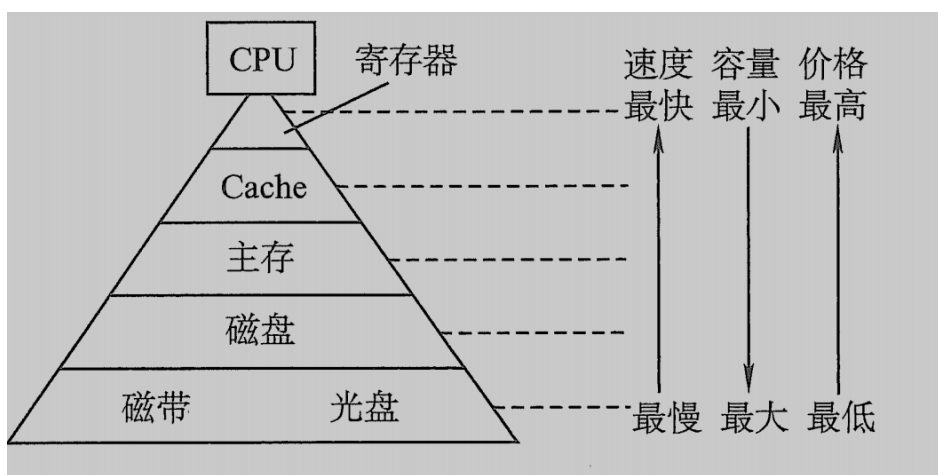 CPU
寄存器
速度 容量 价格
最快 最小 最高
Cache
主存
磁盘
磁带 光盘
最慢 最大 最低